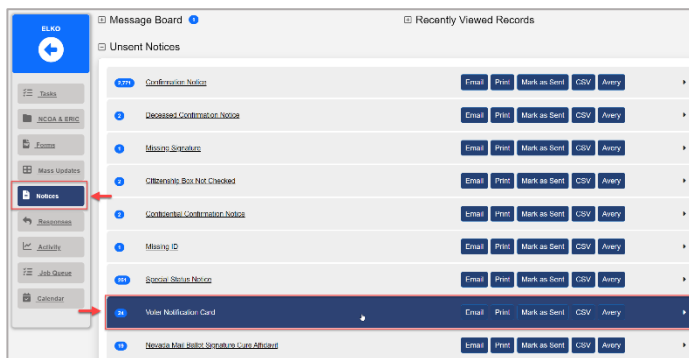 ELKO
Message Board 1
Recently Viewed Records
Unsent Notices
Tasks
NCOA & ERIC
Forms
Mass Updates
Notices
Responses
Activity
Job Queue
Calendar
2,771 Confirmation Notice Email Print Mark as Sent CSV Avery
2 Deceased Confirmation Notice Email Print Mark as Sent CSV Avery
1 Missing Signature Email Print Mark as Sent CSV Avery
2 Citizenship Box Not Checked Email Print Mark as Sent CSV Avery
2 Confidential Confirmation Notice Email Print Mark as Sent CSV Avery
Missing ID Email Print Mark as Sent CSV Avery
Special Status Notice Email Print Mark as Sent CSV Avery
24 Voter Notification Card Email Print Mark as Sent CSV Avery
Nevada Mail Ballot Signature Cure Affidavit Email Print Mark as Sent CSV Avery